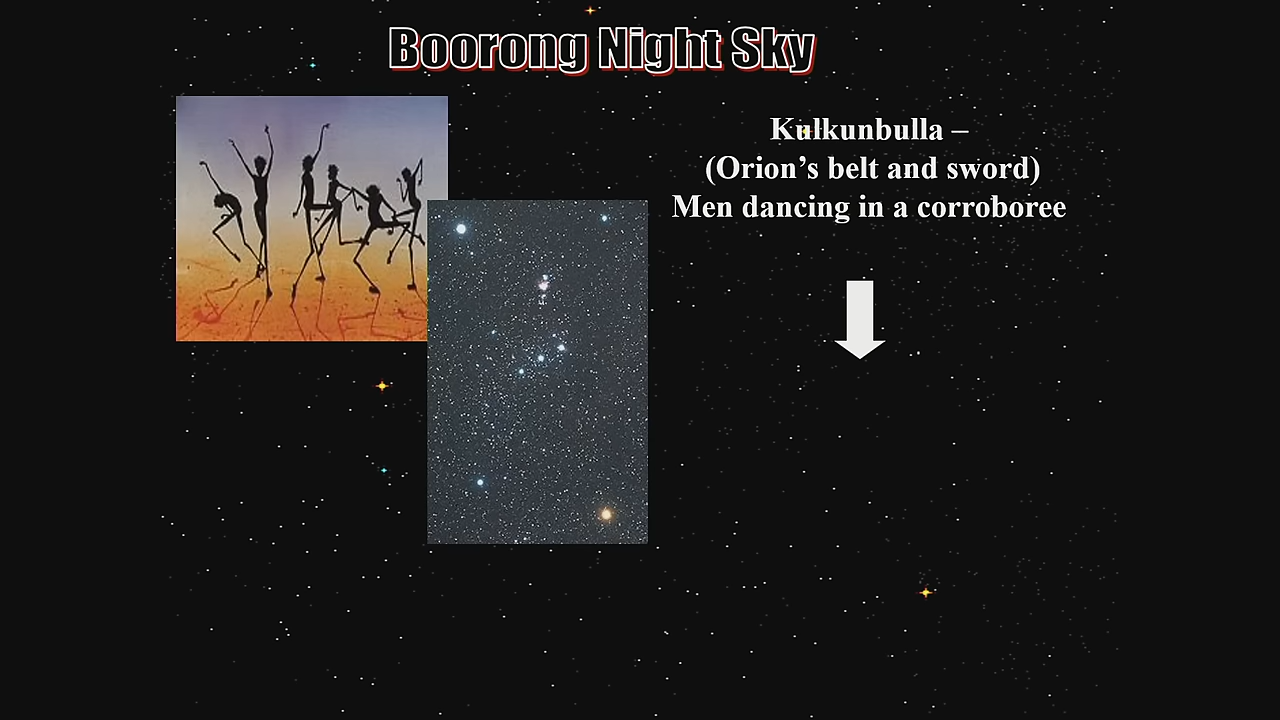 Boorong Night Sky
Kulkunbulla –
(Orion’s belt and sword)
Men dancing in a corroboree